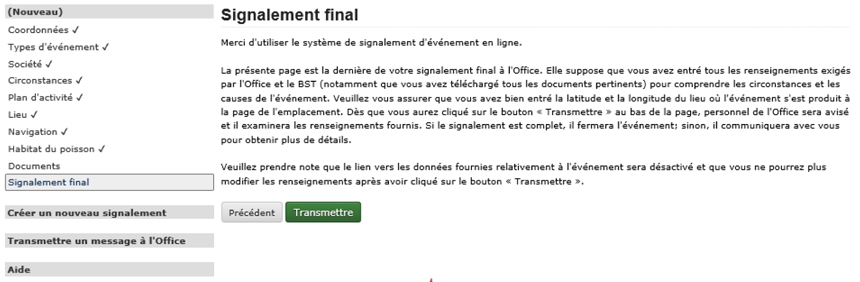 (Nouveau)
Coordonnées ✓
Types d'événement ✓
Société ✓
Circonstances ✓
Plan d'activité ✓
Lieu ✓
Navigation ✓
Habitat du poisson ✓
Documents
Signalement final
Créer un nouveau signalement
Transmettre un message à l'Office
Aide
Signalement final
Merci d'utiliser le système de signalement d'événement en ligne.
La présente page est la dernière de votre signalement final à l'Office. Elle suppose que vous avez entré tous les renseignements exigés
par l'Office et le BST (notamment que vous avez téléchargé tous les documents pertinents) pour comprendre les circonstances et les
causes de l'événement. Veuillez vous assurer que vous avez bien entré la latitude et la longitude du lieu où l'événement s'est produit à
la page de l'emplacement. Dès que vous aurez cliqué sur le bouton « Transmettre » au bas de la page, personnel de l'Office sera avisé
et il examinera les renseignements fournis. Si le signalement est complet, il fermera l'événement; sinon, il communiquera avec vous
pour obtenir plus de détails.
Veuillez prendre note que le lien vers les données fournies relativement à l'événement sera désactivé et que vous ne pourrez plus
modifier les renseignements après avoir cliqué sur le bouton « Transmettre ».
Précédent
Transmettre